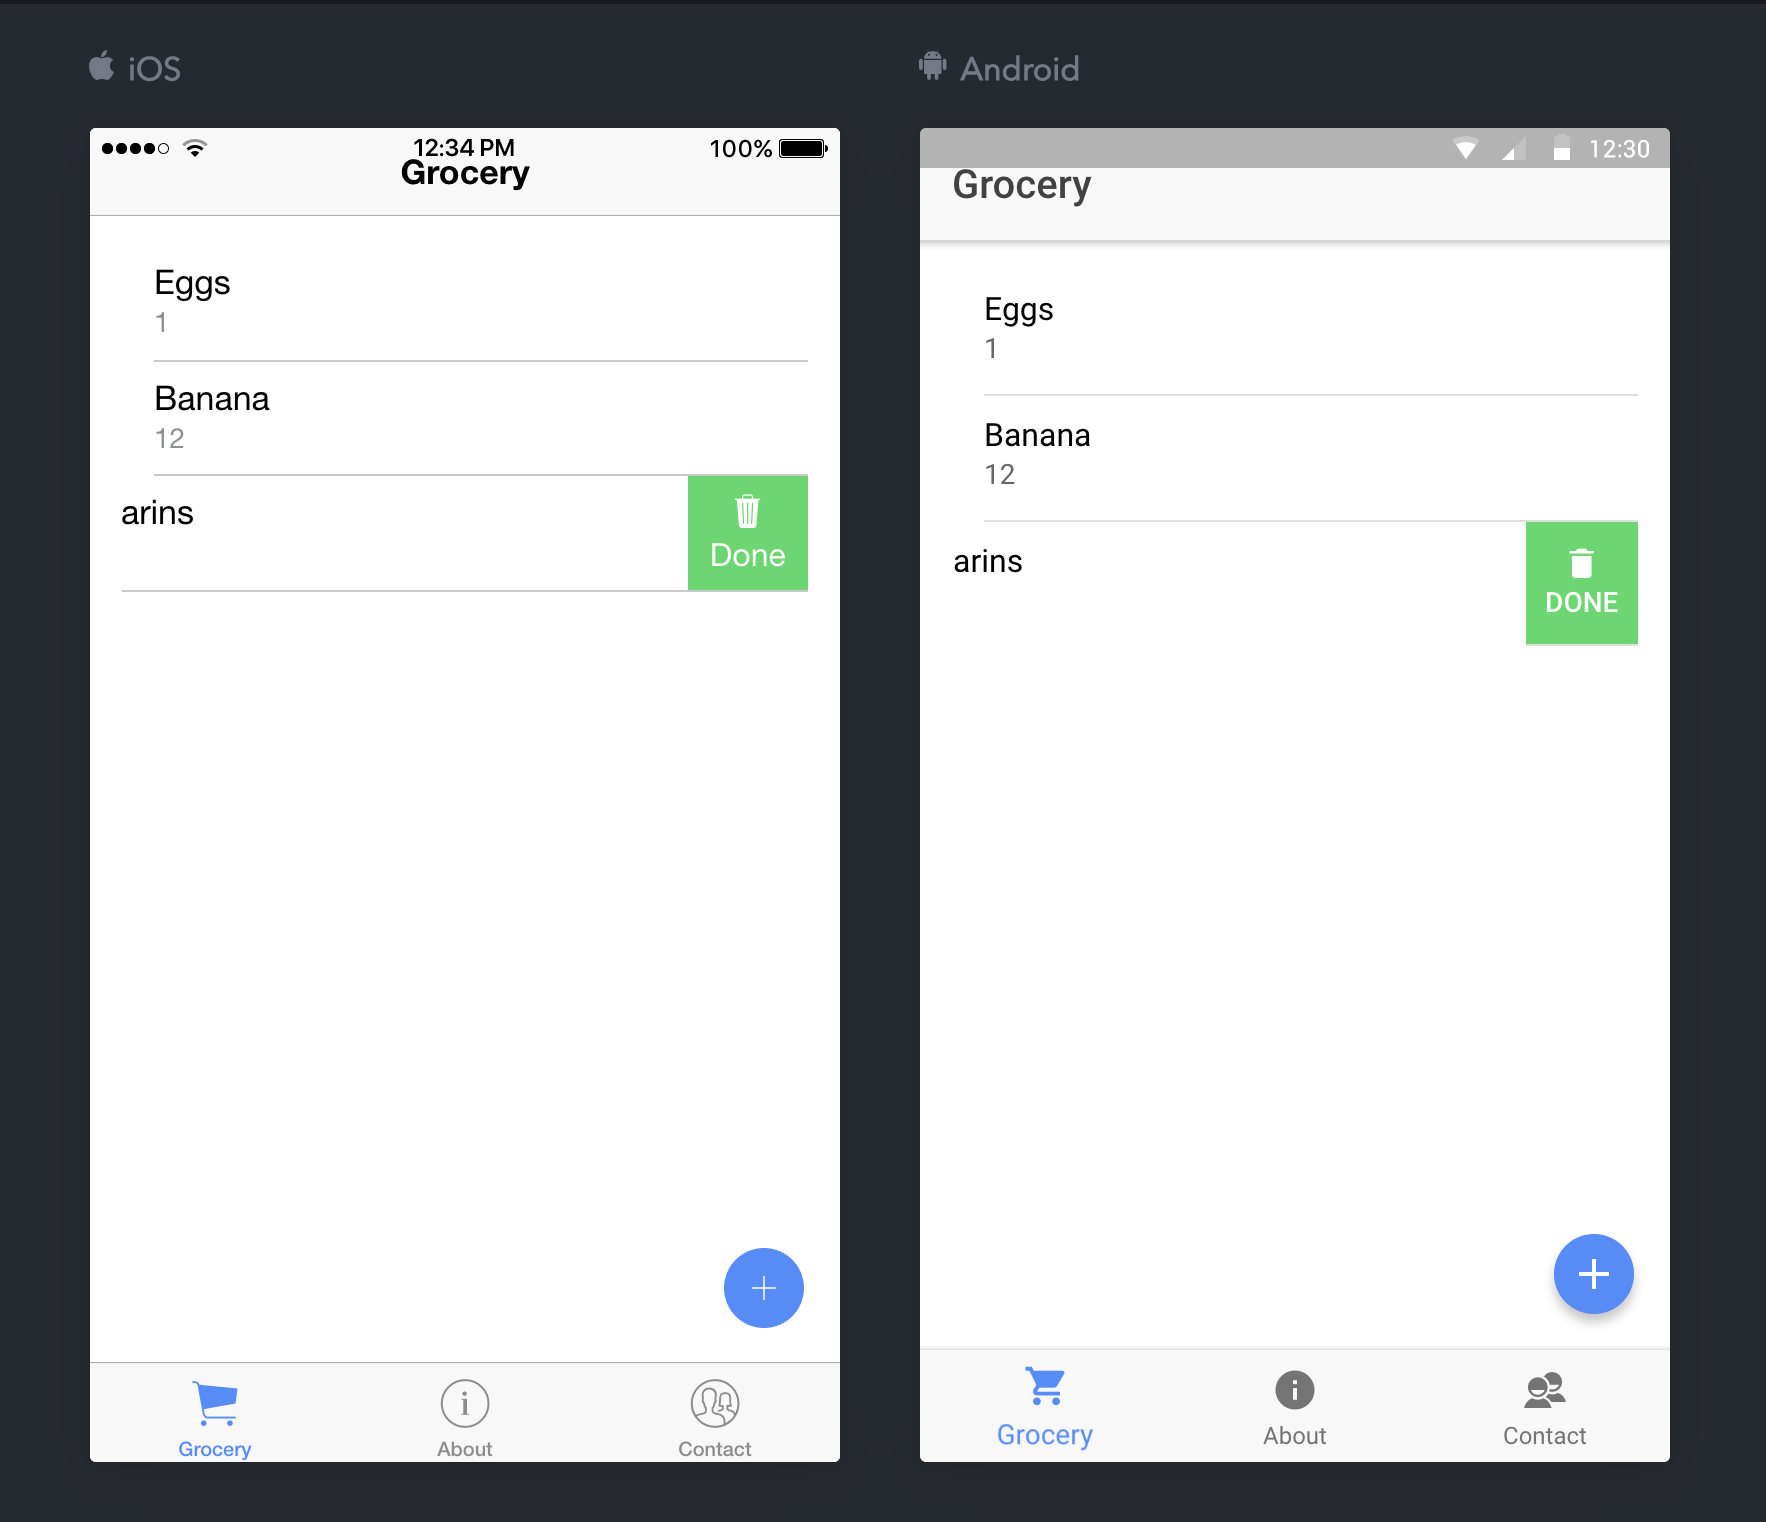 iOS
12:34 PM
100%
Grocery
Eggs
1
Banana
12
arins
Done
Grocery
About
Contact
Android
12:30
Grocery
Eggs
1
Banana
12
arins
DONE
Grocery
About
Contact